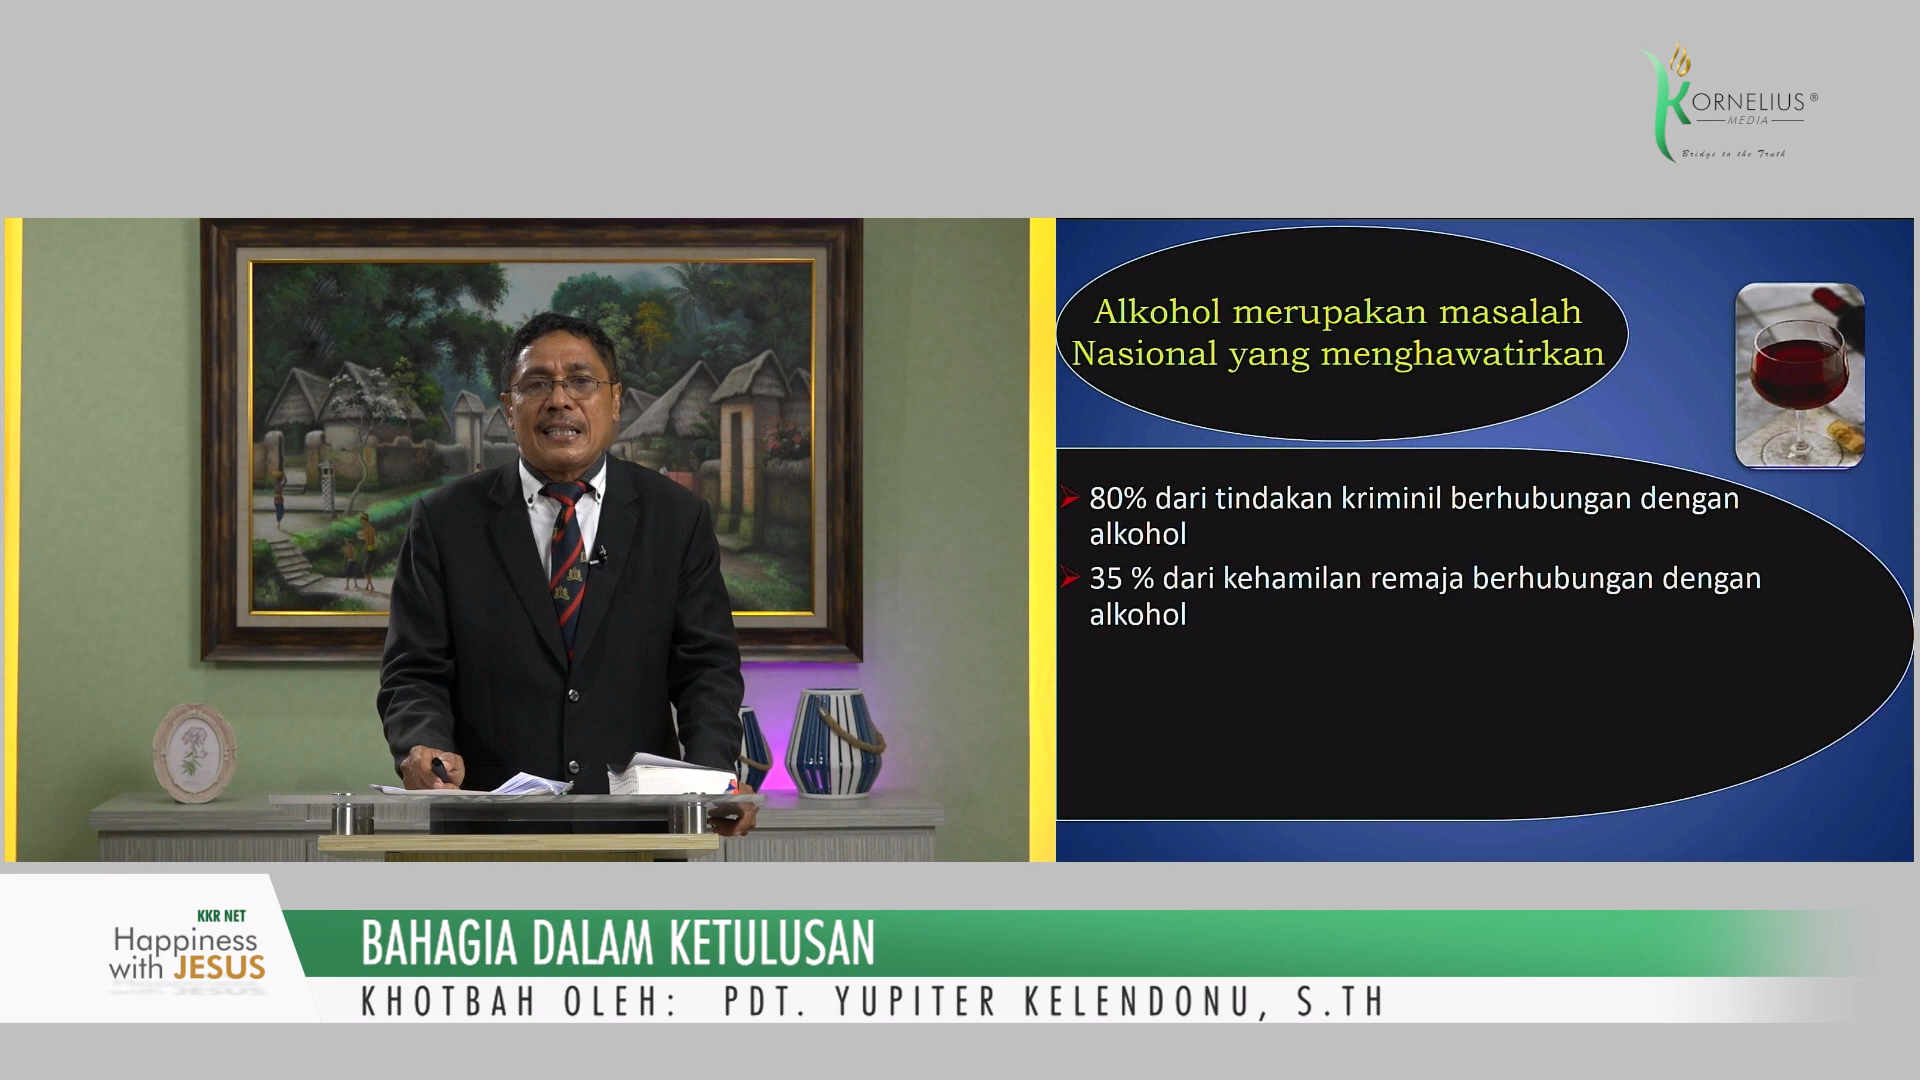 KORNELIUS®
MEDIA
Bridge to the Truth
Alkohol merupakan masalah
Nasional yang menghawatirkan
80% dari tindakan kriminil berhubungan dengan
alkohol
35 % dari kehamilan remaja berhubungan dengan
alkohol
KKR NET
Happiness
with JESUS
BAHAGIA DALAM KETULUSAN
KHOTBAH OLEH: PDT. YUPITER KELENDONU, S.TH